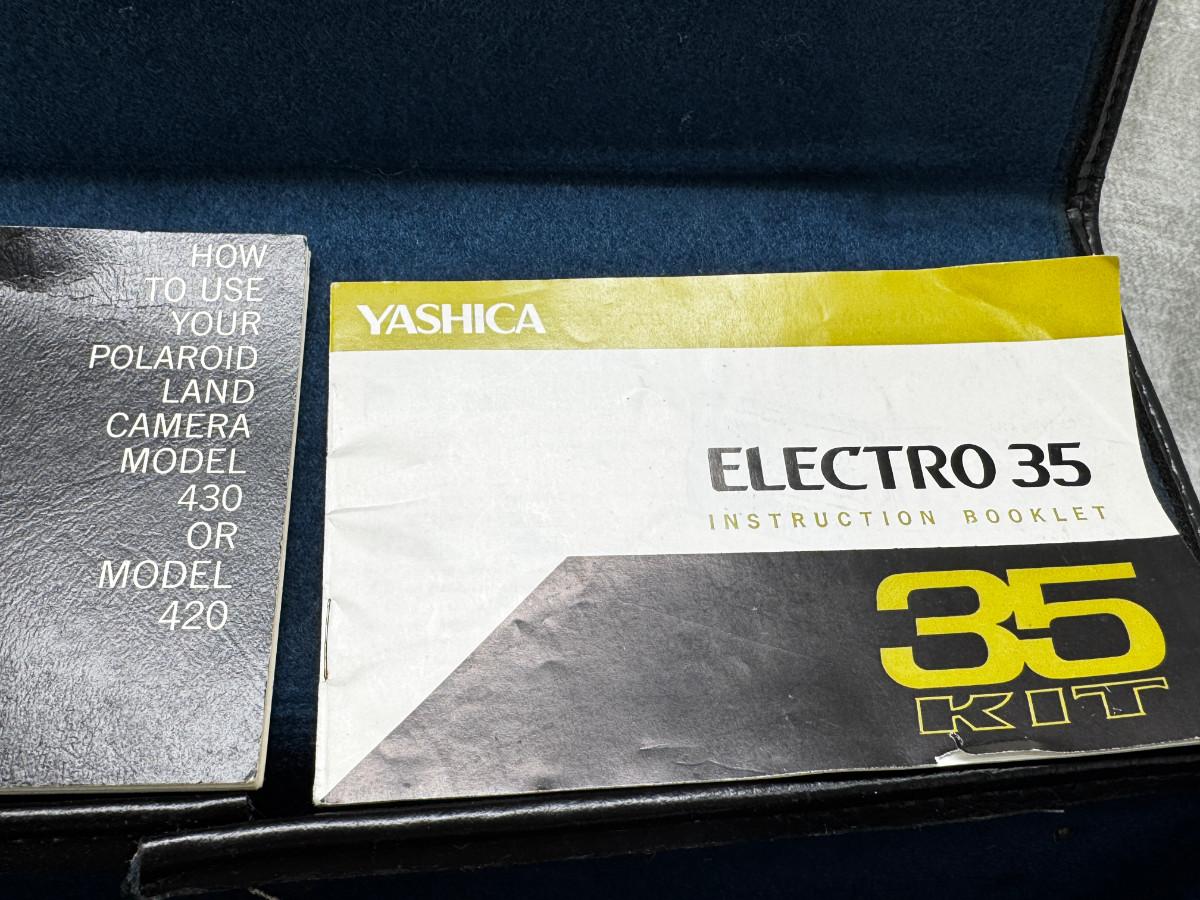 HOW
TO USE
YOUR
POLAROID
LAND
CAMERA
MODEL
430
OR
MODEL
420
YASHICA
ELECTRO 35
INSTRUCTION BOOKLET
35
KIT